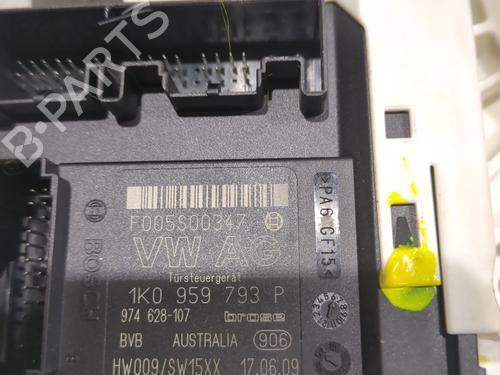 B-PARTS
F005S00347
VW AG
Türsteuergerät
1K0 959 793 P
974 628-107 brose
BVB AUSTRALIA 906
HW009/SW15XX 17.06.09
BOSCH
>PA6 GF15<